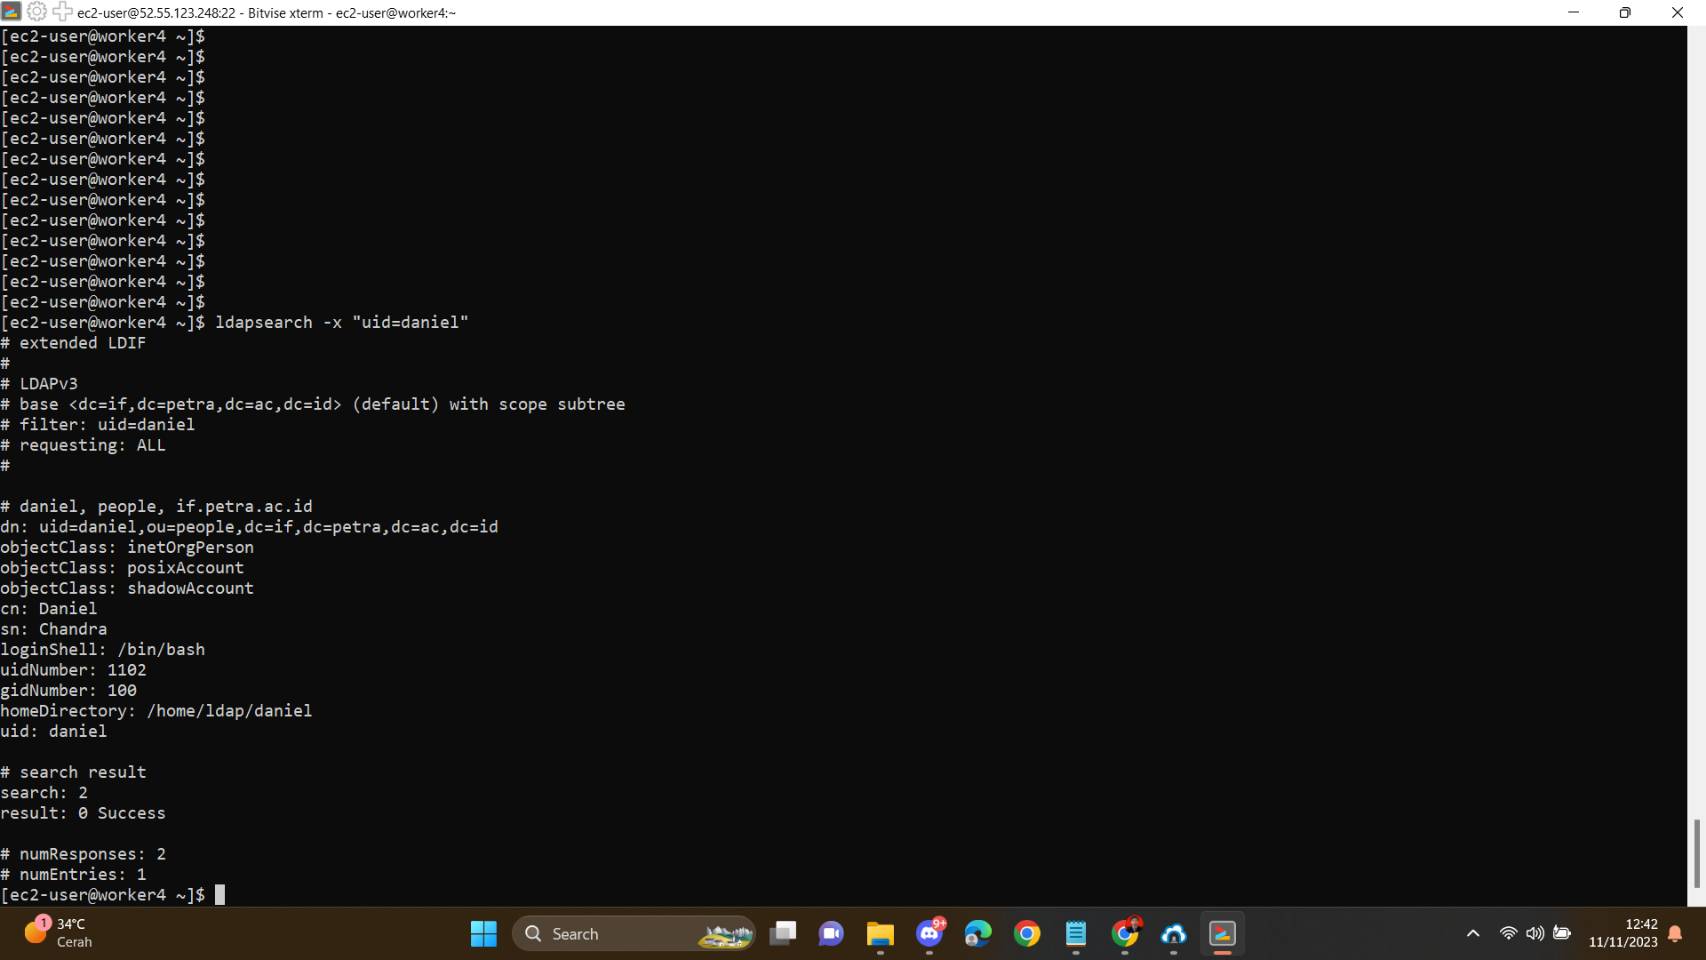 ec2-user@52.55.123.248:22 - Bitvise xterm - ec2-user@worker4:~
[ec2-user@worker4 ~]$
[ec2-user@worker4 ~]$
[ec2-user@worker4 ~]$
[ec2-user@worker4 ~]$
[ec2-user@worker4 ~]$
[ec2-user@worker4 ~]$
[ec2-user@worker4 ~]$
[ec2-user@worker4 ~]$
[ec2-user@worker4 ~]$
[ec2-user@worker4 ~]$
[ec2-user@worker4 ~]$
[ec2-user@worker4 ~]$
[ec2-user@worker4 ~]$
[ec2-user@worker4 ~]$
[ec2-user@worker4 ~]$ ldapsearch -x "uid=daniel"
# extended LDIF
#
# LDAPv3
# base <dc=if,dc=petra,dc=ac,dc=id> (default) with scope subtree
# filter: uid=daniel
# requesting: ALL
#
# daniel, people, if.petra.ac.id
dn: uid=daniel,ou=people,dc=if,dc=petra,dc=ac,dc=id
objectClass: inetOrgPerson
objectClass: posixAccount
objectClass: shadowAccount
cn: Daniel
sn: Chandra
loginShell: /bin/bash
uidNumber: 1102
gidNumber: 100
homeDirectory: /home/ldap/daniel
uid: daniel
# search result
search: 2
result: 0 Success
# numResponses: 2
# numEntries: 1
[ec2-user@worker4 ~]$
1
34°C
Cerah
Search
9+
12:42
11/11/2023